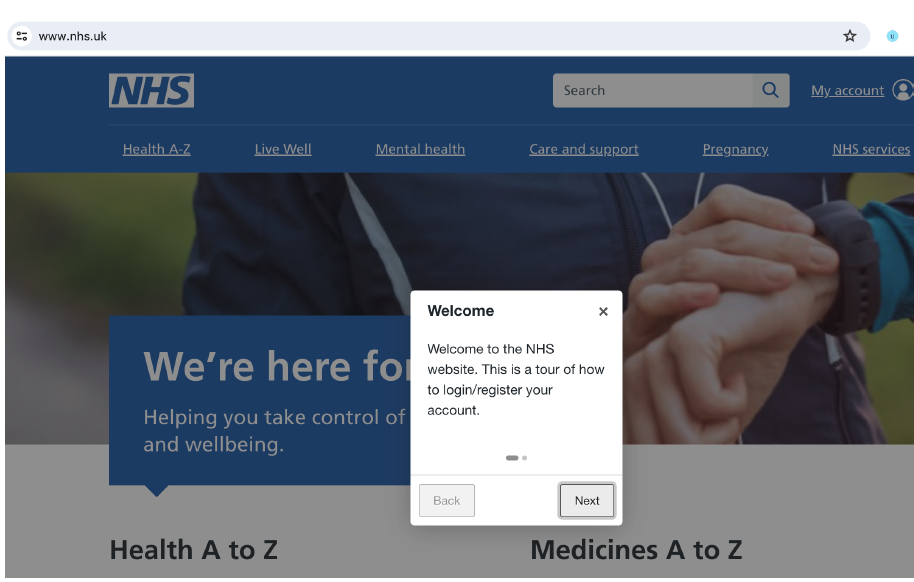 www.nhs.uk
U
NHS
Search
My account
Health A-Z
Live Well
Mental health
Care and support
Pregnancy
NHS services
We’re here fo
Helping you take control of
and wellbeing.
Welcome
×
Welcome to the NHS
website. This is a tour of how
to login/register your
account.
Back
Next
Health A to Z
Medicines A to Z